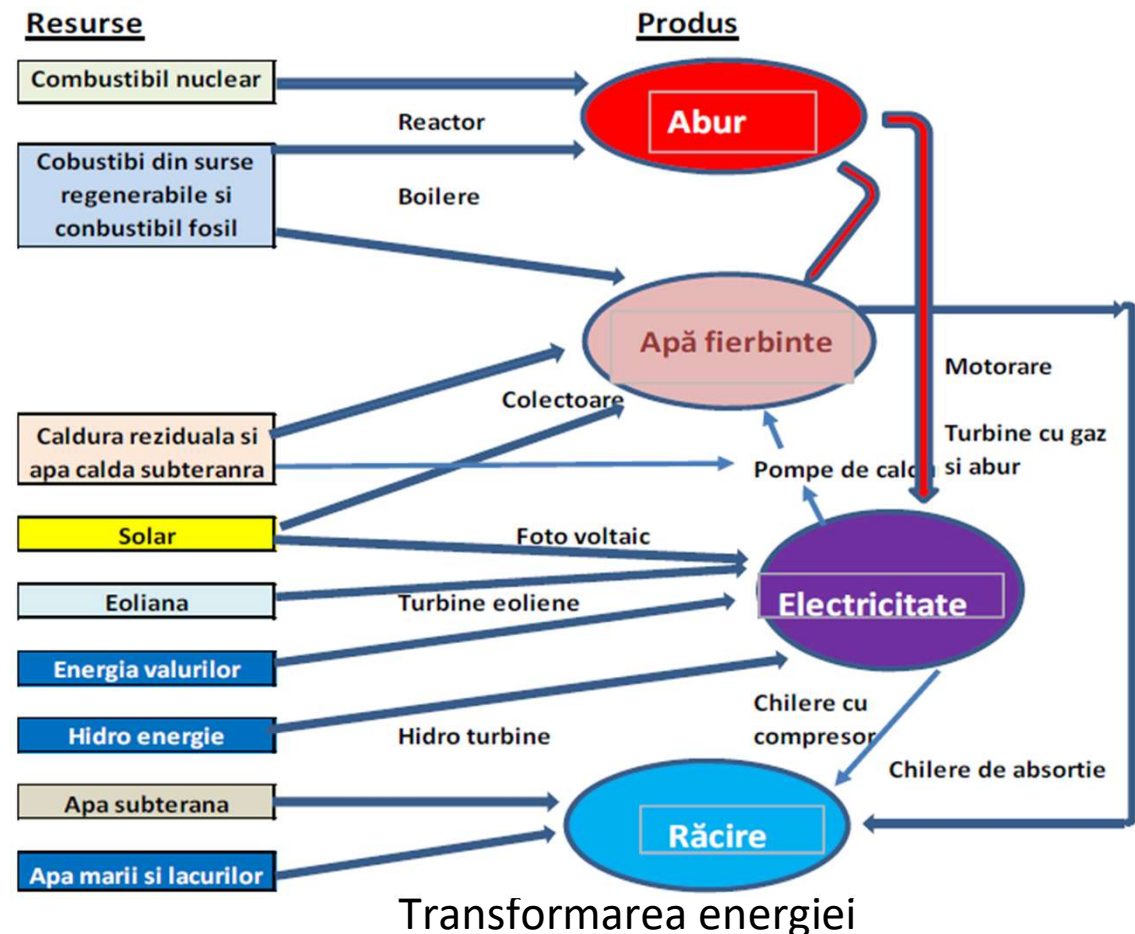 Resurse
Produs
Combustibil nuclear
Abur
Reactor
Cobustibi din surse
regenerabile si
conbustibil fosil
Boilere
Apă fierbinte
Motorare
Colectoare
Caldura reziduala si
apa calda subteranra
Turbine cu gaz
si abur
Pompe de
Solar
Foto voltaic
Eoliana
Turbine eoliene
Electricitate
Energia valurilor
Chilere cu
compresor
Hidro energie
Hidro turbine
Chilere de absortie
Apa subterana
Răcire
Apa marii si lacurilor
Transformarea energiei